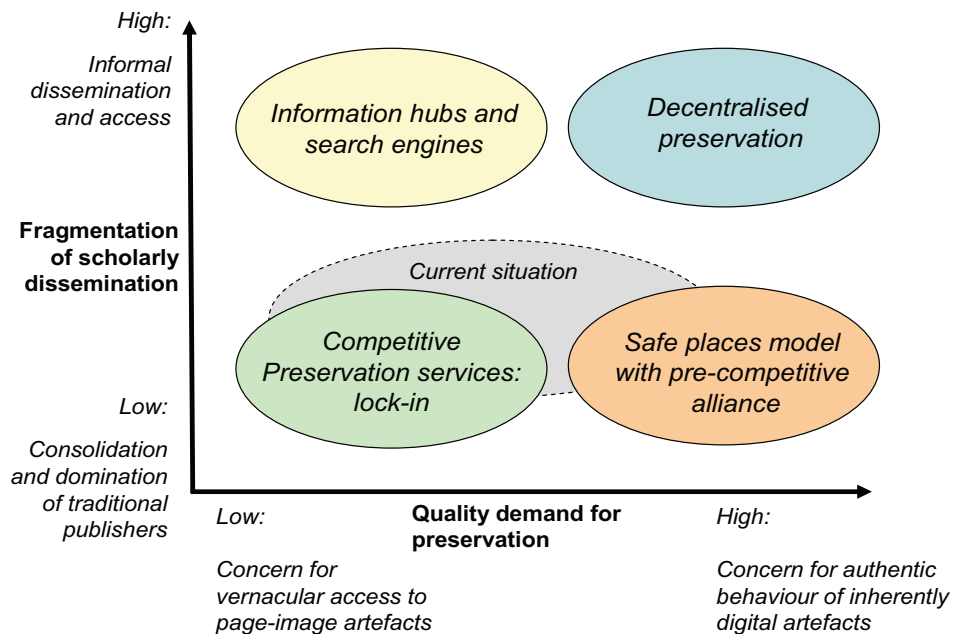 High:
Informal
dissemination
and access
Fragmentation
of scholarly
dissemination
Low:
Consolidation
and domination
of traditional
publishers
Information hubs and
search engines
Decentralised
preservation
Current situation
Competitive
Preservation services:
lock-in
Safe places model
with pre-competitive
alliance
Low:
Concern for
vernacular access to
page-image artefacts
Quality demand for
preservation
High:
Concern for authentic
behaviour of inherently
digital artefacts